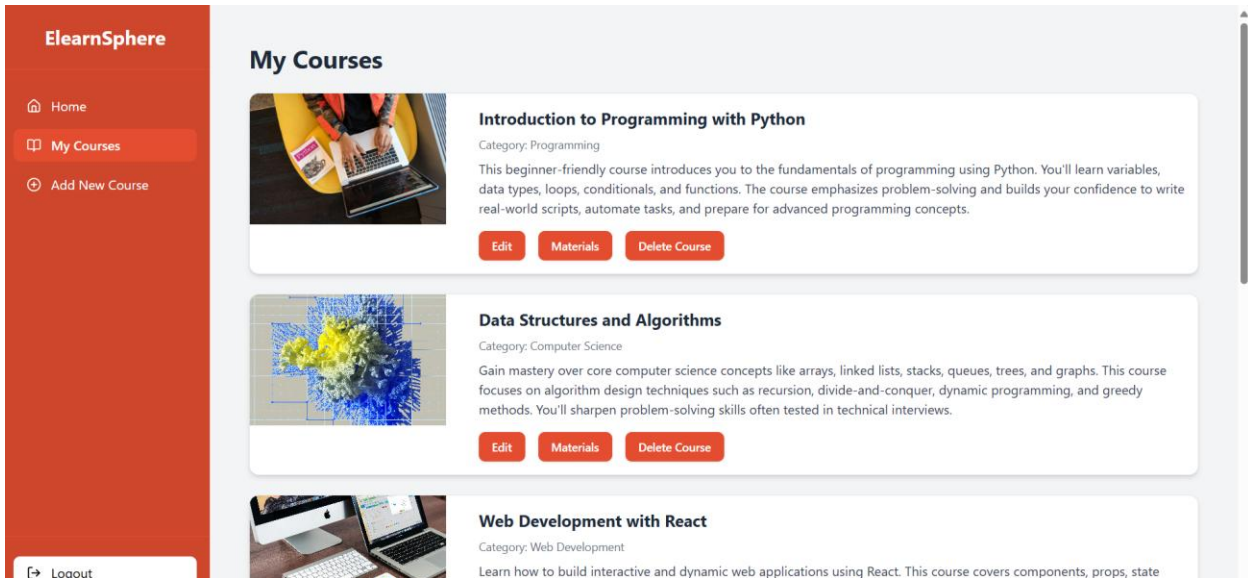 ElearnSphere
Home
My Courses
Add New Course
Logout
My Courses
Introduction to Programming with Python
Category: Programming
This beginner-friendly course introduces you to the fundamentals of programming using Python. You'll learn variables,
data types, loops, conditionals, and functions. The course emphasizes problem-solving and builds your confidence to write
real-world scripts, automate tasks, and prepare for advanced programming concepts.
Edit Materials Delete Course
Data Structures and Algorithms
Category: Computer Science
Gain mastery over core computer science concepts like arrays, linked lists, stacks, queues, trees, and graphs. This course
focuses on algorithm design techniques such as recursion, divide-and-conquer, dynamic programming, and greedy
methods. You'll sharpen problem-solving skills often tested in technical interviews.
Edit Materials Delete Course
Web Development with React
Category: Web Development
Learn how to build interactive and dynamic web applications using React. This course covers components, props, state